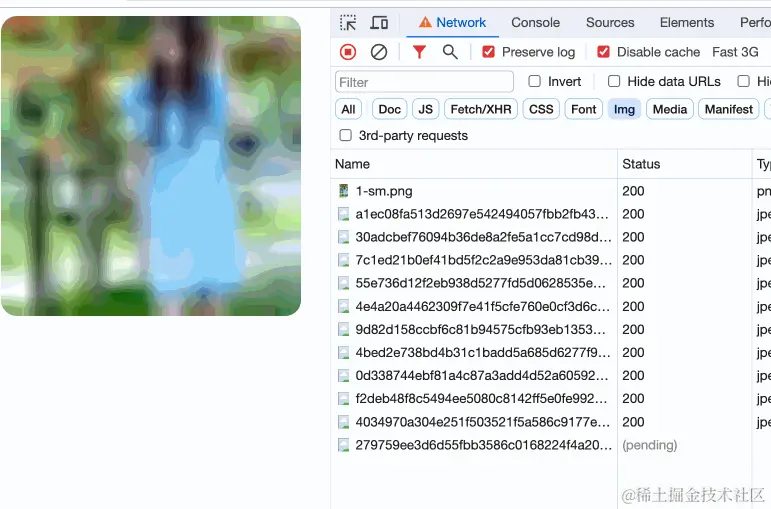 Network Console Sources Elements Perfo
Preserve log Disable cache Fast 3G
Filter Invert Hide data URLs Hi
All Doc JS Fetch/XHR CSS Font Img Media Manifest
3rd-party requests
Name Status Ty
1-sm.png 200 pn
a1ec08fa513d2697e542494057fbb2fb43... 200 jpe
30adcbef76094b36de8a2fe5a1cc7cd98d... 200 jpe
7c1ed21b0ef41bd5f2c2a9e953da81cb39... 200 jpe
55e736d12f2eb938d5277fd5d0628535e... 200 jpe
4e4a20a4462309f7e41f5cfe760e0cf3d6c... 200 jpe
9d82d158ccbf6c81b94575cfb93eb1353... 200 jpe
4bed2e738bd4b31c1badd5a685d6277f9... 200 jpe
0d338744ebf81a4c87a3add4d52a60592... 200 jpe
f2deb48f8c5494ee5080c8142ff5e0fe992... 200 jpe
4034970a304e251f503521f5a586c9177e... 200 jpe
279759ee3d6d55fbb3586c0168224f4a20... (pending)
@稀土掘金技术社区